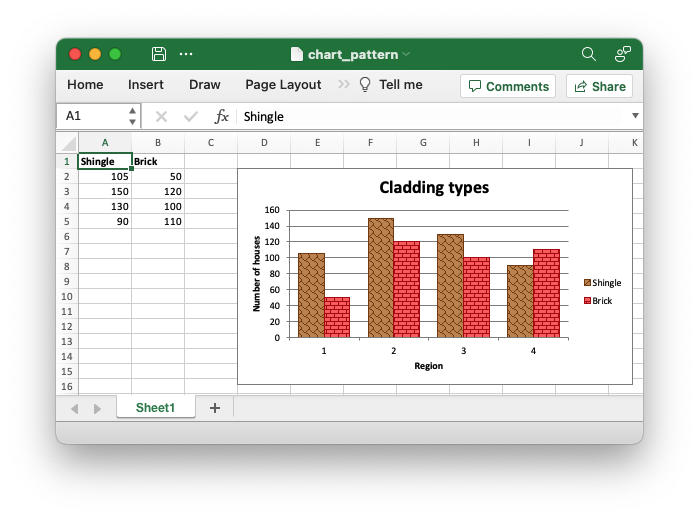 chart_pattern
Home Insert Draw Page Layout >> Tell me Comments Share
A1 fx Shingle
A B C D E F G H I J K
1 Shingle Brick
2 105 50
3 150 120
4 130 100
5 90 110
6
7
8
9
10
11
12
13
14
15
16
Cladding types
160
140
120
100
80
60
40
20
0
Number of houses
1 2 3 4
Region
Shingle
Brick
Sheet1 +